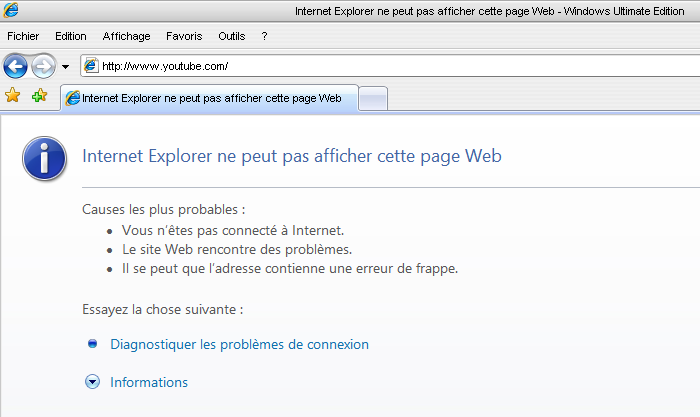 Internet Explorer ne peut pas afficher cette page Web - Windows Ultimate Edition
Fichier Edition Affichage Favoris Outils ?
http://www.youtube.com/
Internet Explorer ne peut pas afficher cette page Web
Internet Explorer ne peut pas afficher cette page Web
Causes les plus probables :
• Vous n'êtes pas connecté à Internet.
• Le site Web rencontre des problèmes.
• Il se peut que l'adresse contienne une erreur de frappe.
Essayez la chose suivante :
Diagnostiquer les problèmes de connexion
Informations